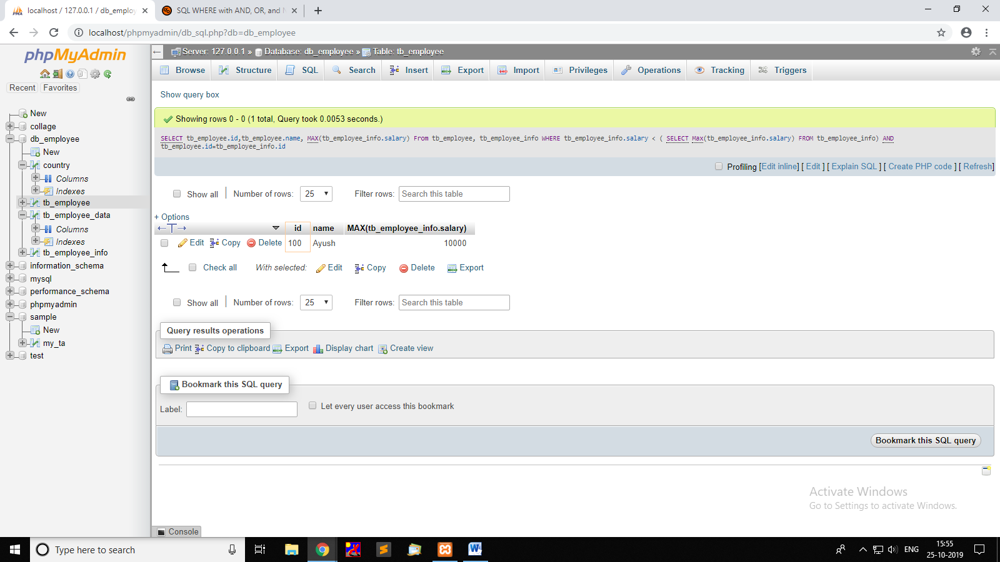 localhost / 127.0.0.1 / db_employ
SQL WHERE with AND, OR, and N
localhost/phpmyadmin/db_sql.php?db=db_employee
phpMyAdmin
Recent Favorites
New
collage
db_employee
New
country
Columns
Indexes
tb_employee
tb_employee_data
Columns
Indexes
tb_employee_info
information_schema
mysql
performance_schema
phpmyadmin
sample
New
my_ta
test
Server: 127.0.0.1 » Database: db_employee » Table: tb_employee
Browse Structure SQL Search Insert Export Import Privileges Operations Tracking Triggers
Show query box
Showing rows 0 - 0 (1 total, Query took 0.0053 seconds.)
SELECT tb_employee.id,tb_employee.name, MAX(tb_employee_info.salary) From tb_employee, tb_employee_info WHERE tb_employee_info.salary < ( SELECT Max(tb_employee_info.salary) FROM tb_employee_info) AND
tb_employee.id=tb_employee_info.id
Profiling [Edit inline] [ Edit ] [ Explain SQL ] [ Create PHP code ] [ Refresh]
Show all | Number of rows: 25 Filter rows: Search this table
+ Options
id name MAX(tb_employee_info.salary)
Edit Copy Delete 100 Ayush 10000
Check all With selected: Edit Copy Delete Export
Show all | Number of rows: 25 Filter rows: Search this table
Query results operations
Print Copy to clipboard Export Display chart Create view
Bookmark this SQL query
Label: Let every user access this bookmark
Bookmark this SQL query
Activate Windows
Go to Settings to activate Windows.
Console
Type here to search
ENG
15:55
25-10-2019